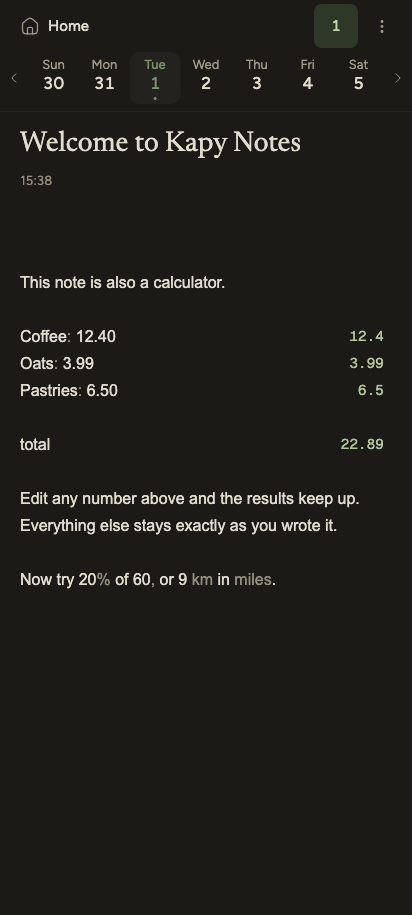 Home 1
Sun Mon Tue Wed Thu Fri Sat
30 31 1 2 3 4 5
Welcome to Kapy Notes
15:38
This note is also a calculator.
Coffee: 12.40 12.4
Oats: 3.99 3.99
Pastries: 6.50 6.5
total 22.89
Edit any number above and the results keep up.
Everything else stays exactly as you wrote it.
Now try 20% of 60, or 9 km in miles.